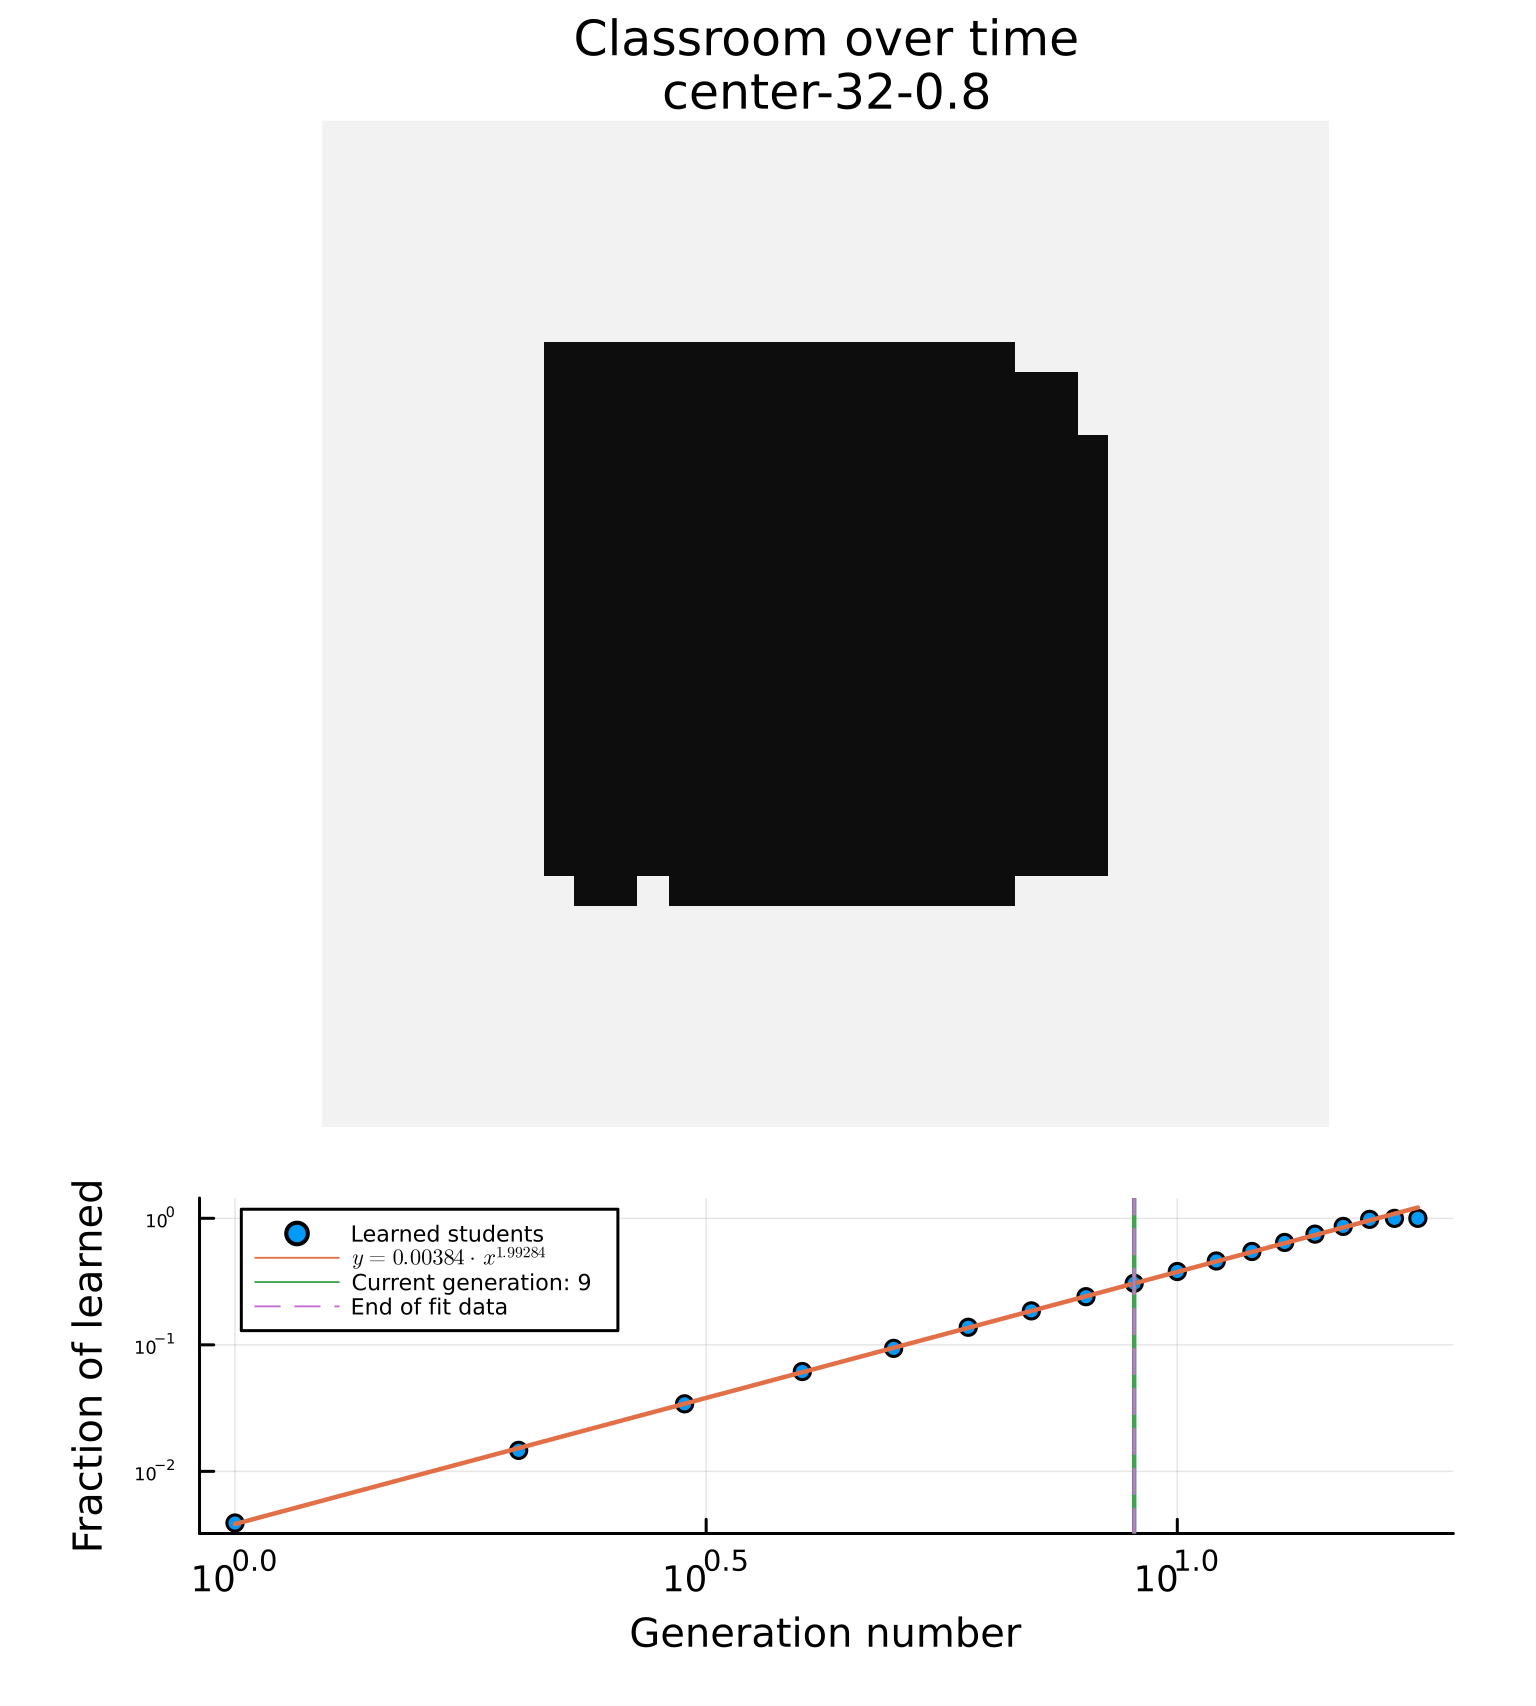 Classroom over time
center-32-0.8
Fraction of learned
10^0
10^−1
10^−2
Learned students
y = 0.00384 · x^1.99284
Current generation: 9
End of fit data
10^0.0 10^0.5 10^1.0
Generation number